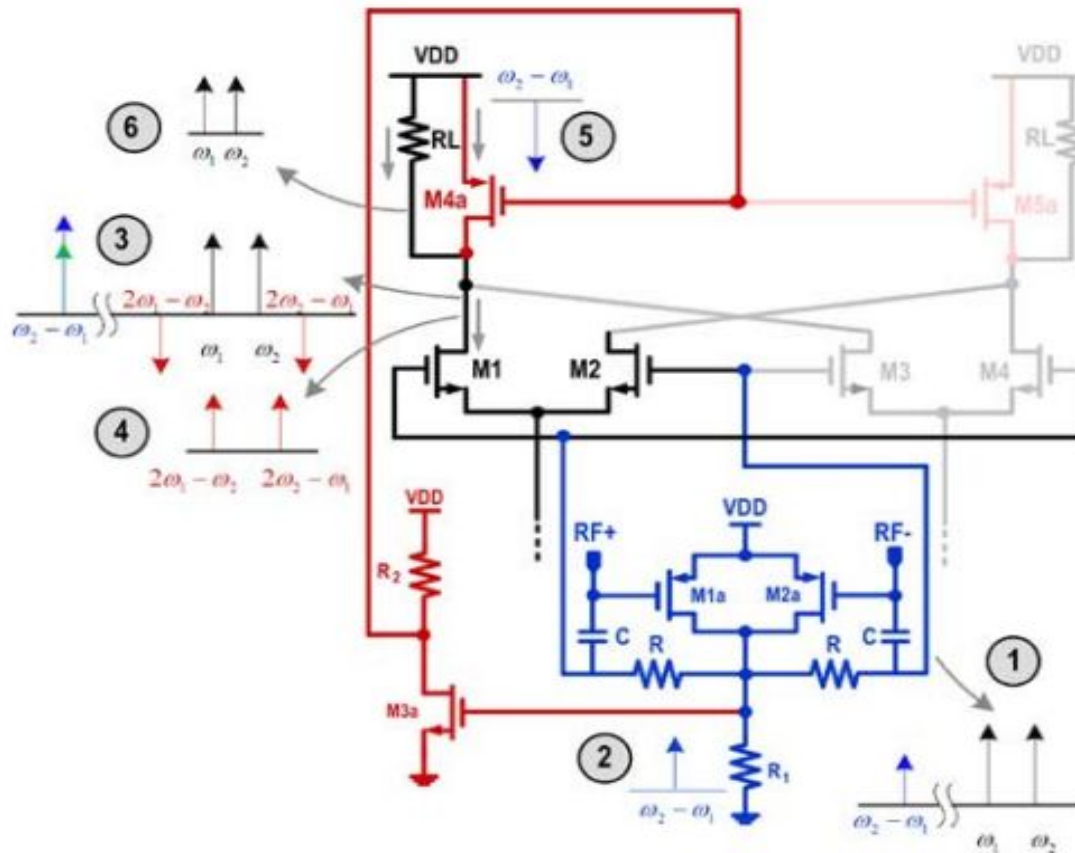 VDD
ω₂ − ω₁
VDD
6
RL
5
RL
ω₁ ω₂
M4a
M5a
3
2ω₁ − ω₂
2ω₂ − ω₁
ω₂ − ω₁
ω₁
ω₂
M1
M2
M3
M4
4
2ω₁ − ω₂
2ω₂ − ω₁
VDD
VDD
RF+
RF-
R₂
M1a
M2a
C
R
R
C
1
M3a
2
R₁
ω₂ − ω₁
ω₂ − ω₁
ω₁
ω₂